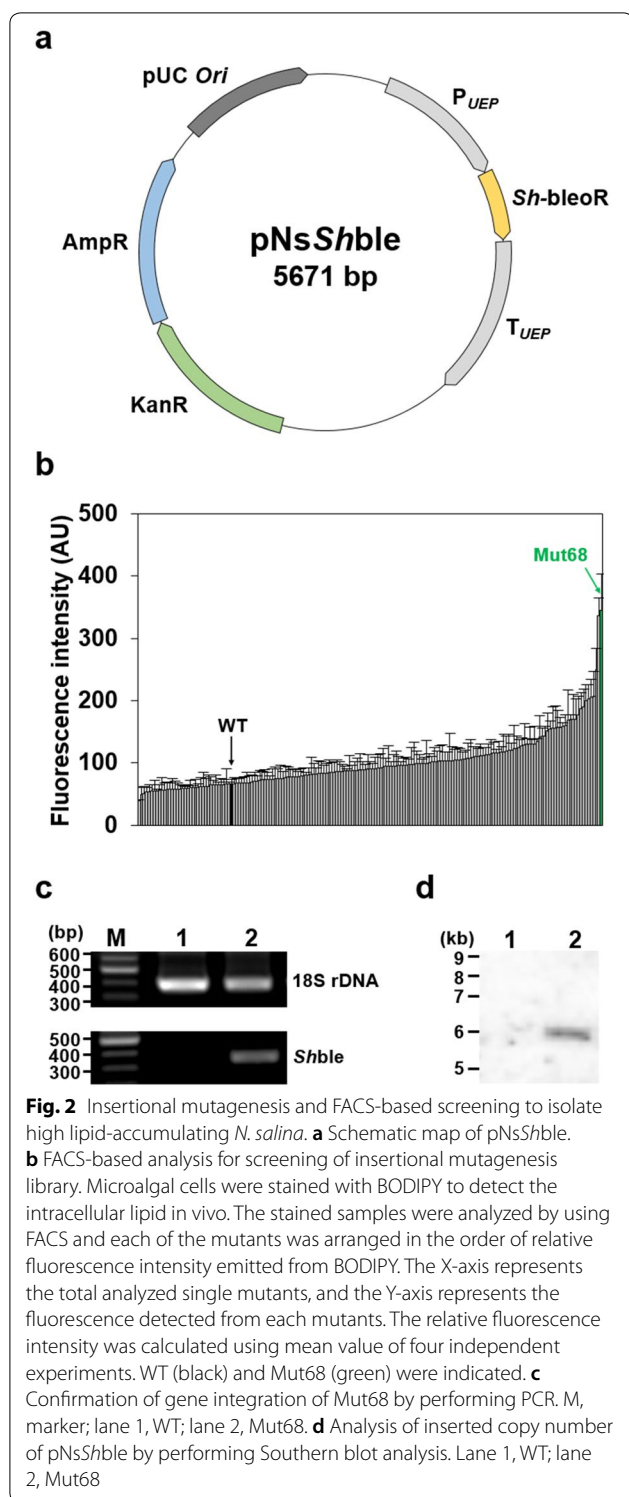 a
pUC Ori
P_UEP
Sh-bleoR
AmpR
pNsShble
5671 bp
T_UEP
KanR
b
Fluorescence intensity (AU)
500
400
300
200
100
0
WT
Mut68
c
(bp) M 1 2
600
500
400
300
18S rDNA
500
400
300
Shble
d
(kb) 1 2
9
8
7
6
5
Fig. 2 Insertional mutagenesis and FACS-based screening to isolate
high lipid-accumulating N. salina. a Schematic map of pNsShble.
b FACS-based analysis for screening of insertional mutagenesis
library. Microalgal cells were stained with BODIPY to detect the
intracellular lipid in vivo. The stained samples were analyzed by using
FACS and each of the mutants was arranged in the order of relative
fluorescence intensity emitted from BODIPY. The X-axis represents
the total analyzed single mutants, and the Y-axis represents the
fluorescence detected from each mutants. The relative fluorescence
intensity was calculated using mean value of four independent
experiments. WT (black) and Mut68 (green) were indicated. c
Confirmation of gene integration of Mut68 by performing PCR. M,
marker; lane 1, WT; lane 2, Mut68. d Analysis of inserted copy number
of pNsShble by performing Southern blot analysis. Lane 1, WT; lane
2, Mut68